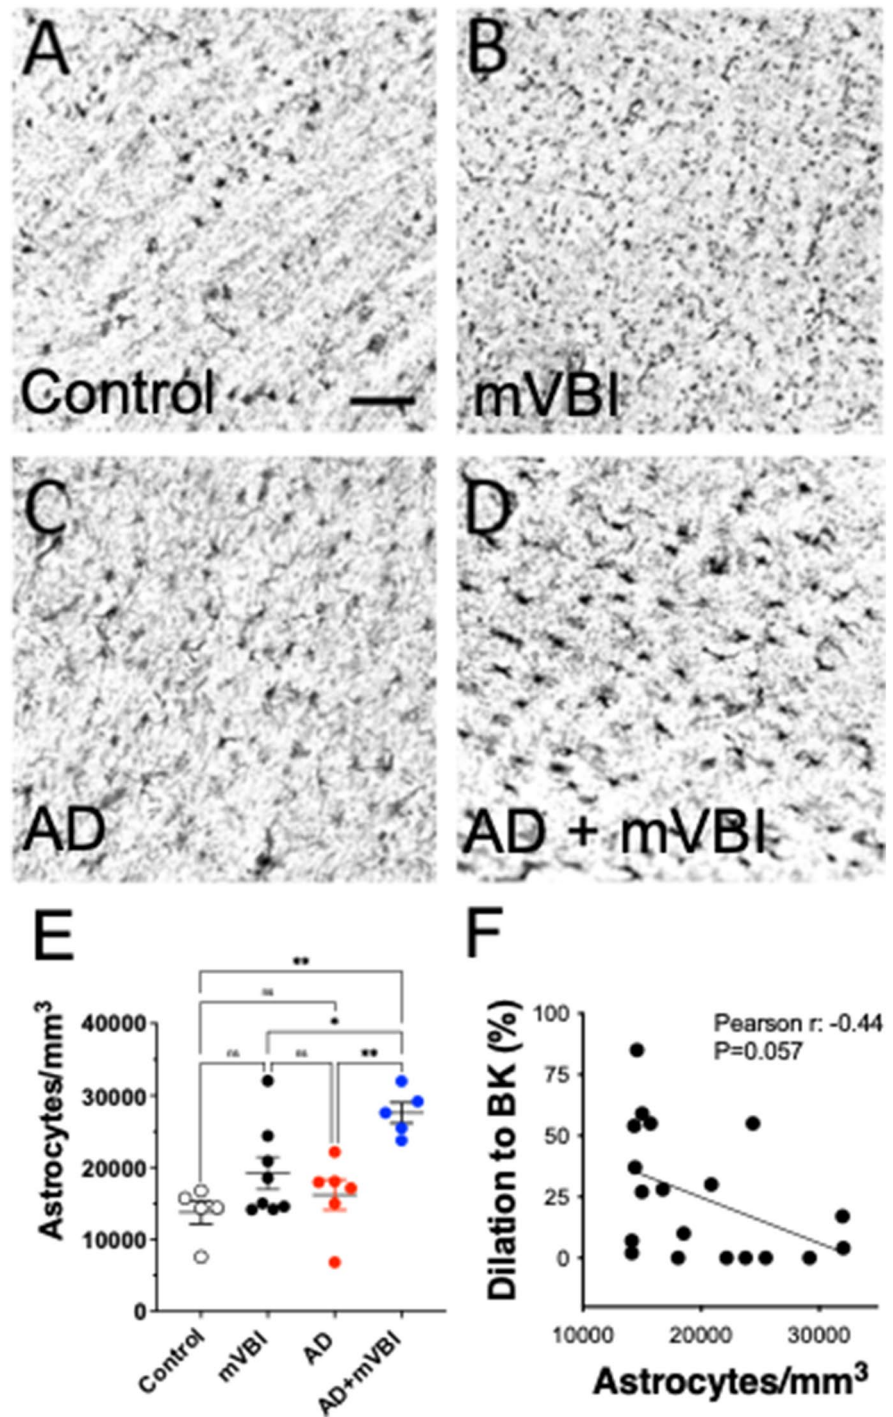 A
Control
B
mVBI
C
AD
D
AD + mVBI
E
Astrocytes/mm³
40000
30000
20000
10000
0
**
ns
*
ns
ns
**
Control
mVBI
AD
AD+mVBI
F
Dilation to BK (%)
100
75
50
25
0
Pearson r: -0.44
P=0.057
10000
20000
30000
Astrocytes/mm³